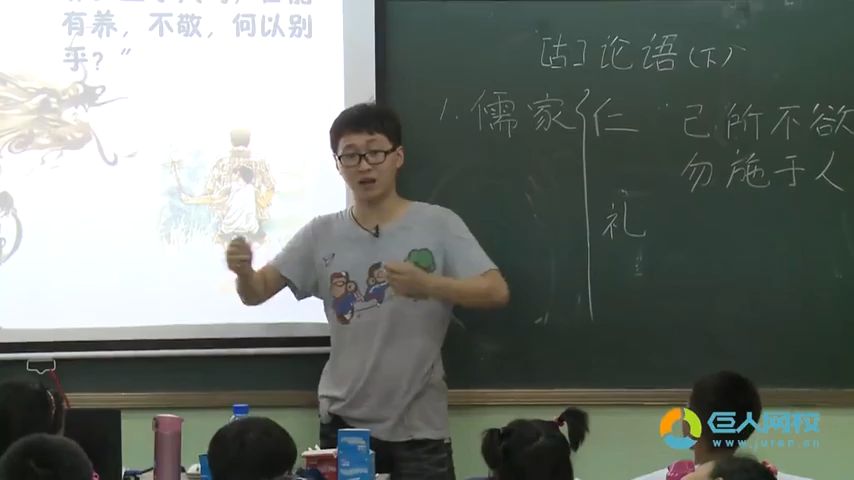 有养，不敬，何以别
乎？”
[古]论语(下)
1. 儒家 仁 己所不欲
勿施于人
礼
巨人网校
www.juren.cn